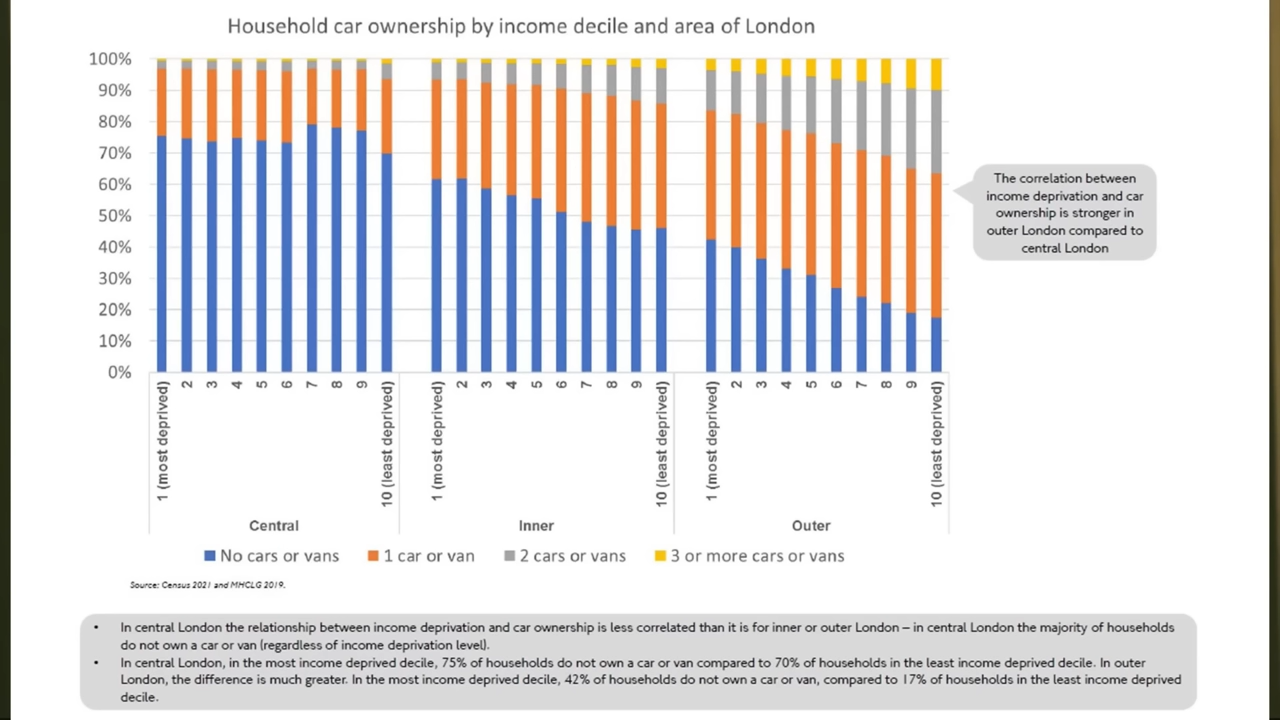 Household car ownership by income decile and area of London
100%
90%
80%
70%
60%
50%
40%
30%
20%
10%
0%
1 (most deprived)
2
3
4
5
6
7
8
9
10 (least deprived)
1 (most deprived)
2
3
4
5
6
7
8
9
10 (least deprived)
1 (most deprived)
2
3
4
5
6
7
8
9
10 (least deprived)
Central
Inner
Outer
No cars or vans
1 car or van
2 cars or vans
3 or more cars or vans
The correlation between
income deprivation and car
ownership is stronger in
outer London compared to
central London
Source: Census 2021 and MHCLG 2019.
• In central London the relationship between income deprivation and car ownership is less correlated than it is for inner or outer London – in central London the majority of households
do not own a car or van (regardless of income deprivation level).
• In central London, in the most income deprived decile, 75% of households do not own a car or van compared to 70% of households in the least income deprived decile. In outer
London, the difference is much greater. In the most income deprived decile, 42% of households do not own a car or van, compared to 17% of households in the least income deprived
decile.